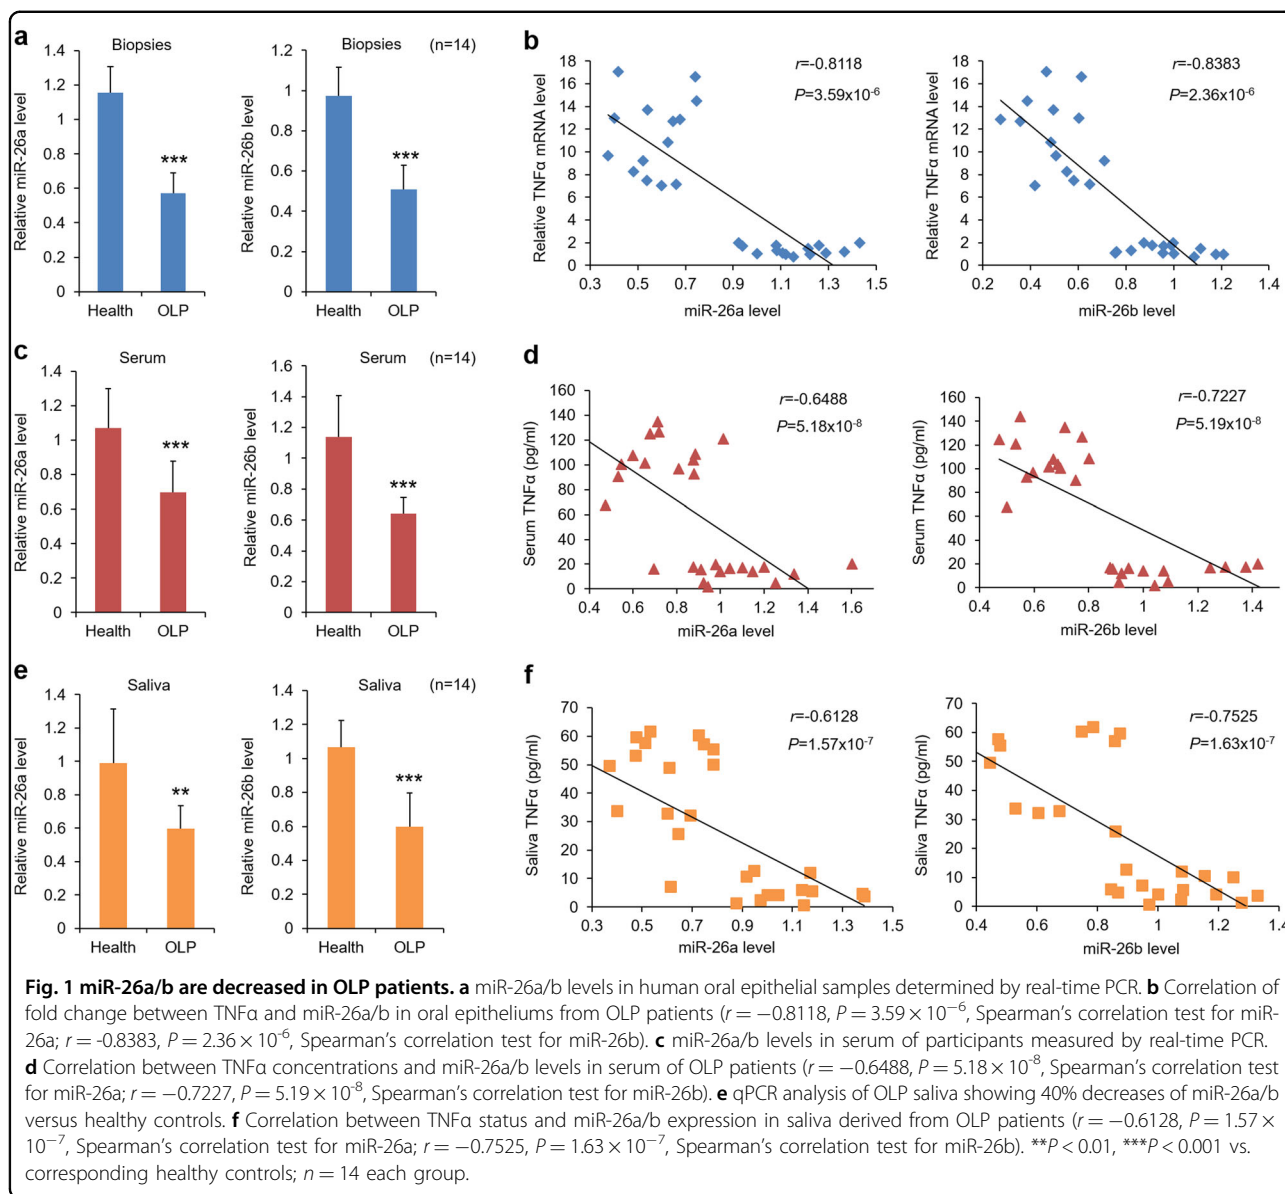 a
Biopsies
(n=14)
Relative miR-26a level
1.4
1.2
1
0.8
0.6
0.4
0.2
0
***
Health OLP
Relative miR-26b level
1.2
1
0.8
0.6
0.4
0.2
0
***
Health OLP
b
r=-0.8118
P=3.59x10-6
Relative TNFα mRNA level
18
16
14
12
10
8
6
4
2
0
0.3 0.5 0.7 0.9 1.1 1.3 1.5
miR-26a level
r=-0.8383
P=2.36x10-6
Relative TNFα mRNA level
18
16
14
12
10
8
6
4
2
0
0.2 0.4 0.6 0.8 1 1.2 1.4
miR-26b level
c
Serum
Relative miR-26a level
1.4
1.2
1
0.8
0.6
0.4
0.2
0
***
Health OLP
Serum (n=14)
Relative miR-26b level
1.6
1.4
1.2
1
0.8
0.6
0.4
0.2
0
***
Health OLP
d
r=-0.6488
P=5.18x10-8
Serum TNFα (pg/ml)
160
140
120
100
80
60
40
20
0
0.4 0.6 0.8 1 1.2 1.4 1.6
miR-26a level
r=-0.7227
P=5.19x10-8
Serum TNFα (pg/ml)
160
140
120
100
80
60
40
20
0
0.4 0.6 0.8 1 1.2 1.4
miR-26b level
e
Saliva
Relative miR-26a level
1.4
1.2
1
0.8
0.6
0.4
0.2
0
**
Health OLP
Saliva (n=14)
Relative miR-26b level
1.4
1.2
1
0.8
0.6
0.4
0.2
0
***
Health OLP
f
r=-0.6128
P=1.57x10-7
Saliva TNFα (pg/ml)
70
60
50
40
30
20
10
0
0.3 0.5 0.7 0.9 1.1 1.3 1.5
miR-26a level
r=-0.7525
P=1.63x10-7
Saliva TNFα (pg/ml)
70
60
50
40
30
20
10
0
0.4 0.6 0.8 1 1.2 1.4
miR-26b level
Fig. 1 miR-26a/b are decreased in OLP patients. a miR-26a/b levels in human oral epithelial samples determined by real-time PCR. b Correlation of
fold change between TNFα and miR-26a/b in oral epitheliums from OLP patients (r = −0.8118, P = 3.59 × 10−6, Spearman's correlation test for miR-
26a; r = -0.8383, P = 2.36 × 10-6, Spearman's correlation test for miR-26b). c miR-26a/b levels in serum of participants measured by real-time PCR.
d Correlation between TNFα concentrations and miR-26a/b levels in serum of OLP patients (r = −0.6488, P = 5.18 × 10-8, Spearman's correlation test
for miR-26a; r = −0.7227, P = 5.19 × 10-8, Spearman's correlation test for miR-26b). e qPCR analysis of OLP saliva showing 40% decreases of miR-26a/b
versus healthy controls. f Correlation between TNFα status and miR-26a/b expression in saliva derived from OLP patients (r = −0.6128, P = 1.57 ×
10−7, Spearman's correlation test for miR-26a; r = −0.7525, P = 1.63 × 10−7, Spearman's correlation test for miR-26b). **P < 0.01, ***P < 0.001 vs.
corresponding healthy controls; n = 14 each group.